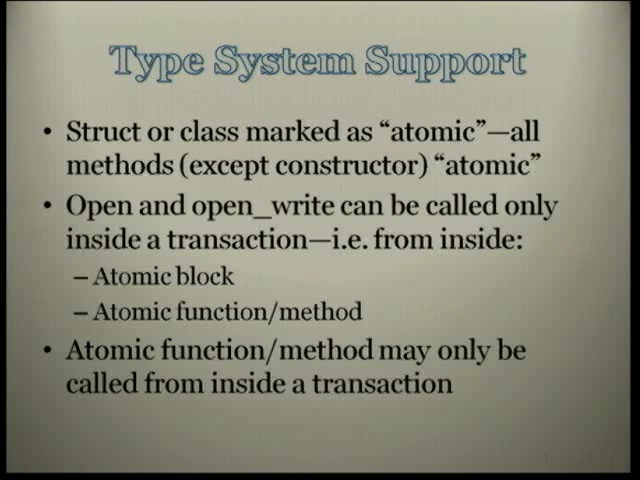 Type System Support
• Struct or class marked as “atomic”—all
methods (except constructor) “atomic”
• Open and open_write can be called only
inside a transaction—i.e. from inside:
– Atomic block
– Atomic function/method
• Atomic function/method may only be
called from inside a transaction